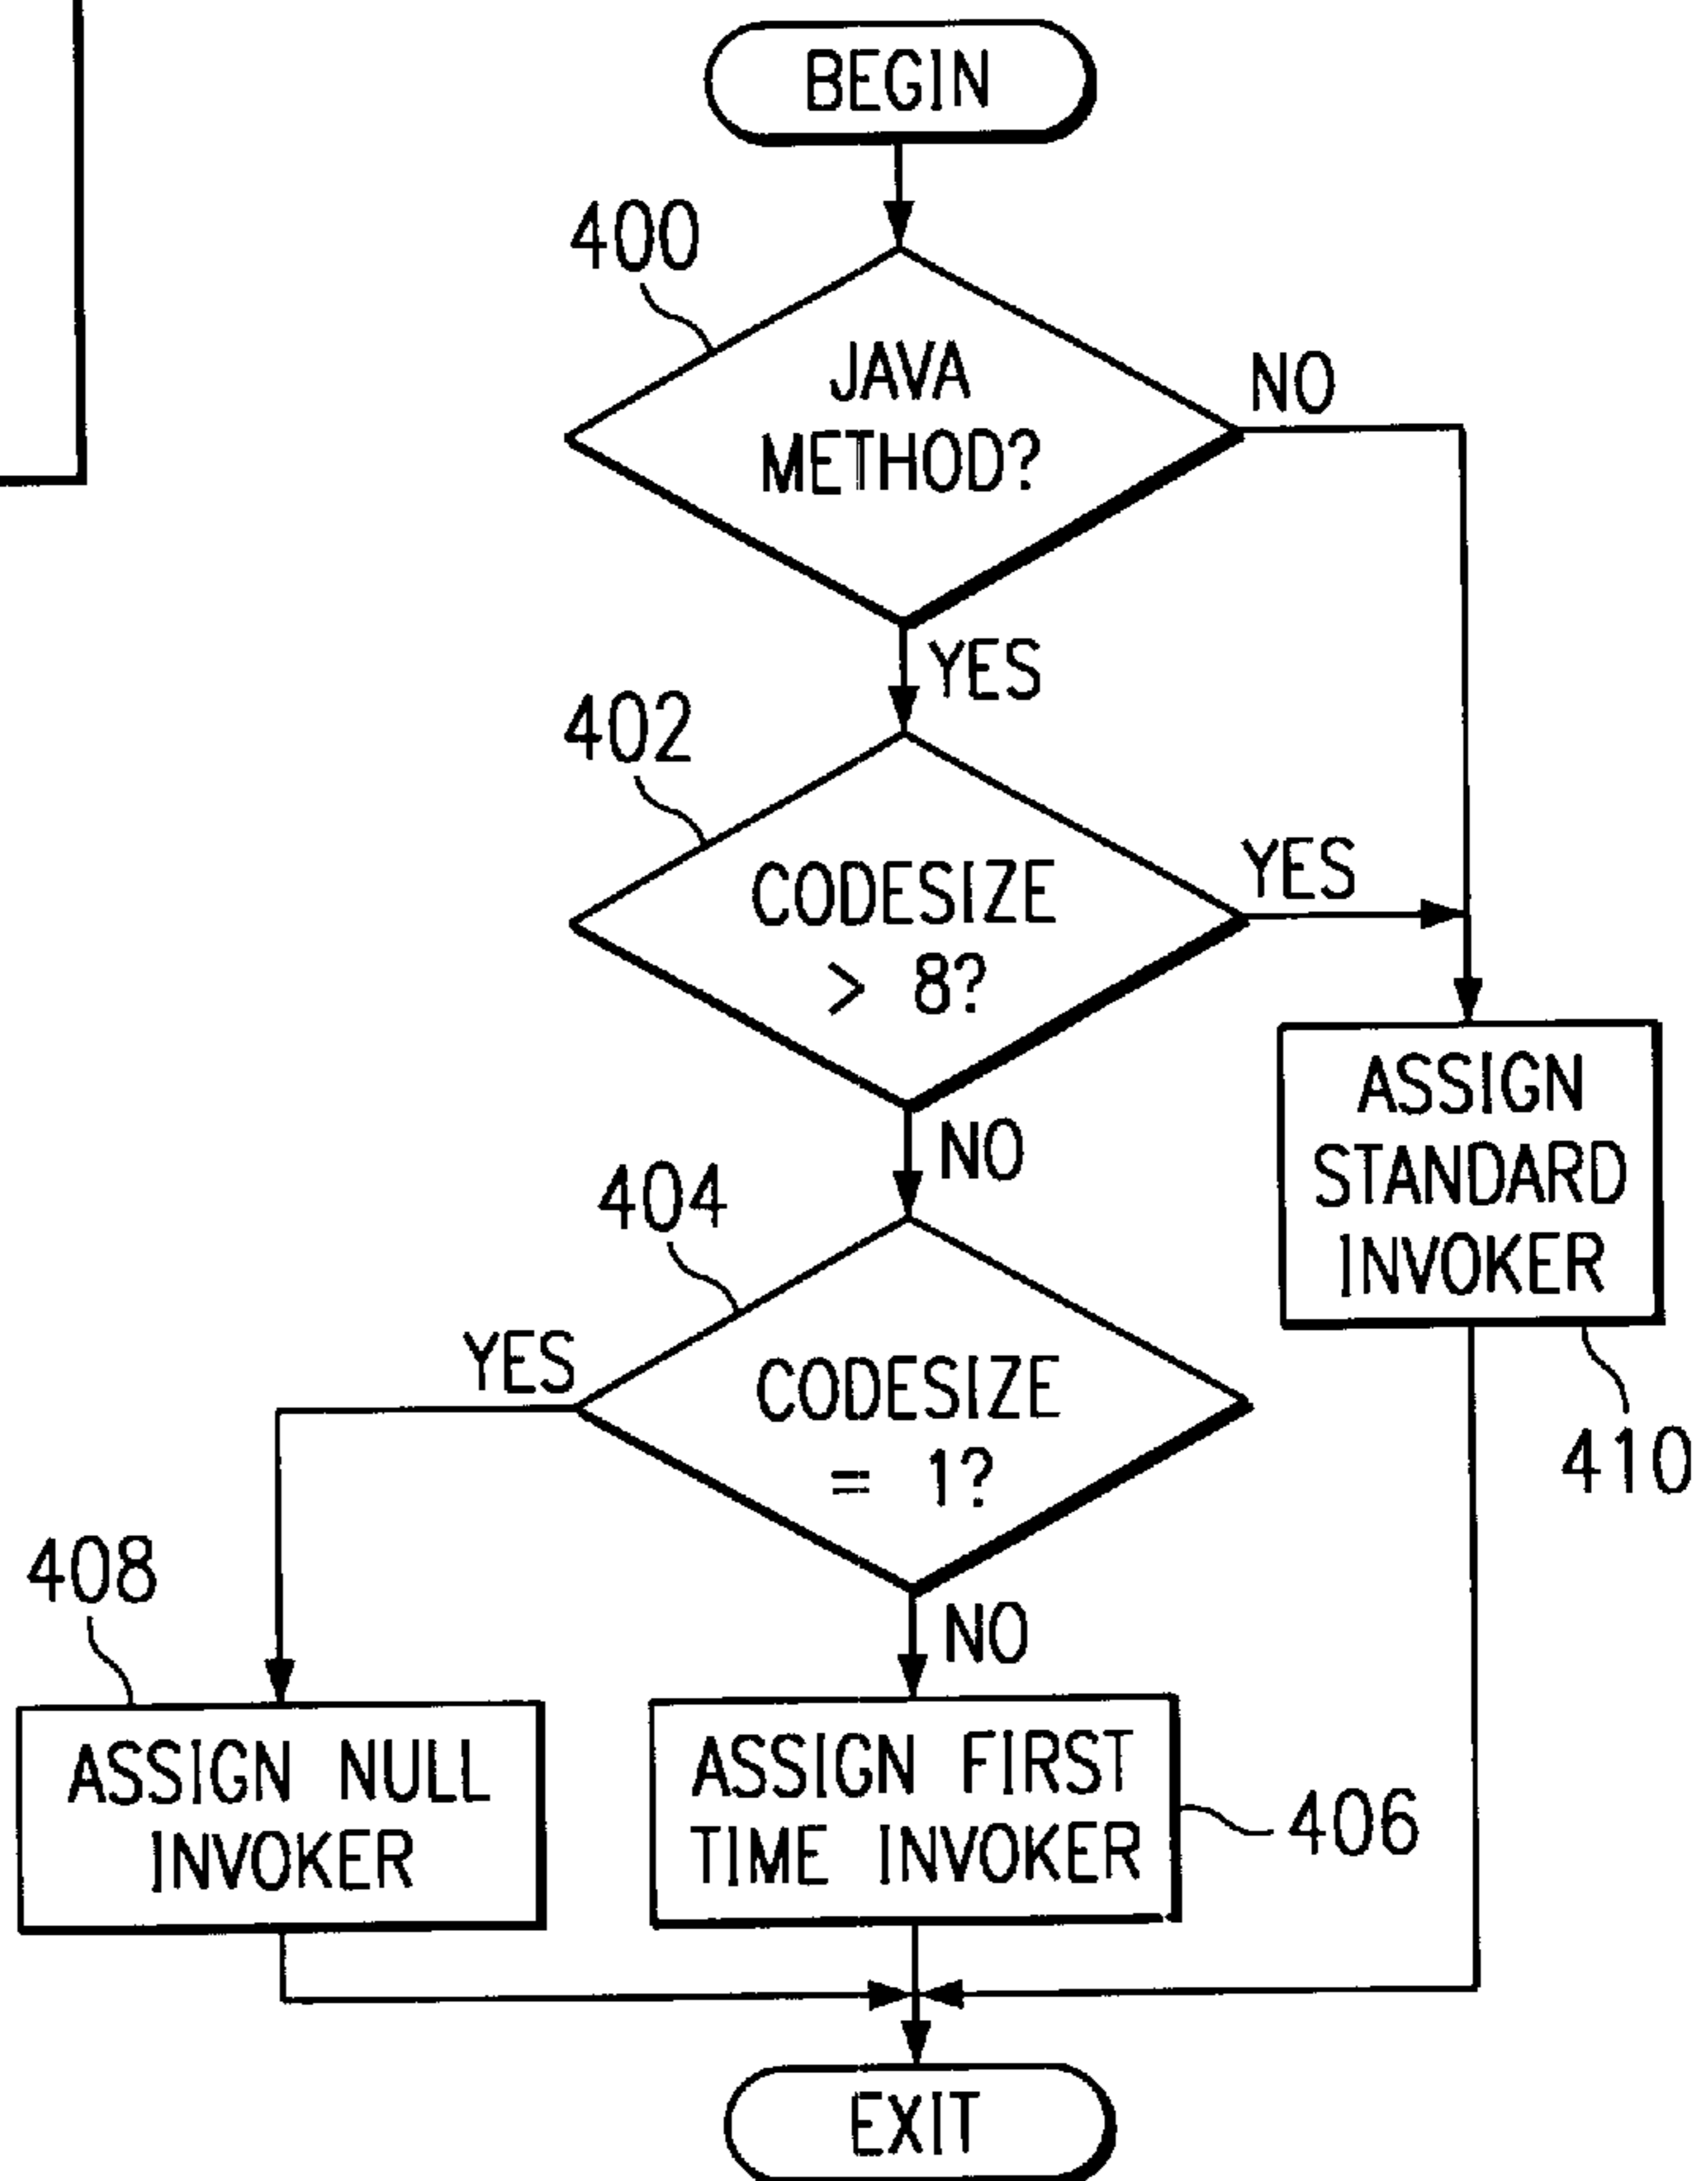 BEGIN
400
JAVA
METHOD?
NO
YES
402
CODESIZE
> 8?
YES
NO
ASSIGN
STANDARD
INVOKER
410
404
CODESIZE
= 1?
YES
NO
408
ASSIGN NULL
INVOKER
ASSIGN FIRST
TIME INVOKER
406
EXIT